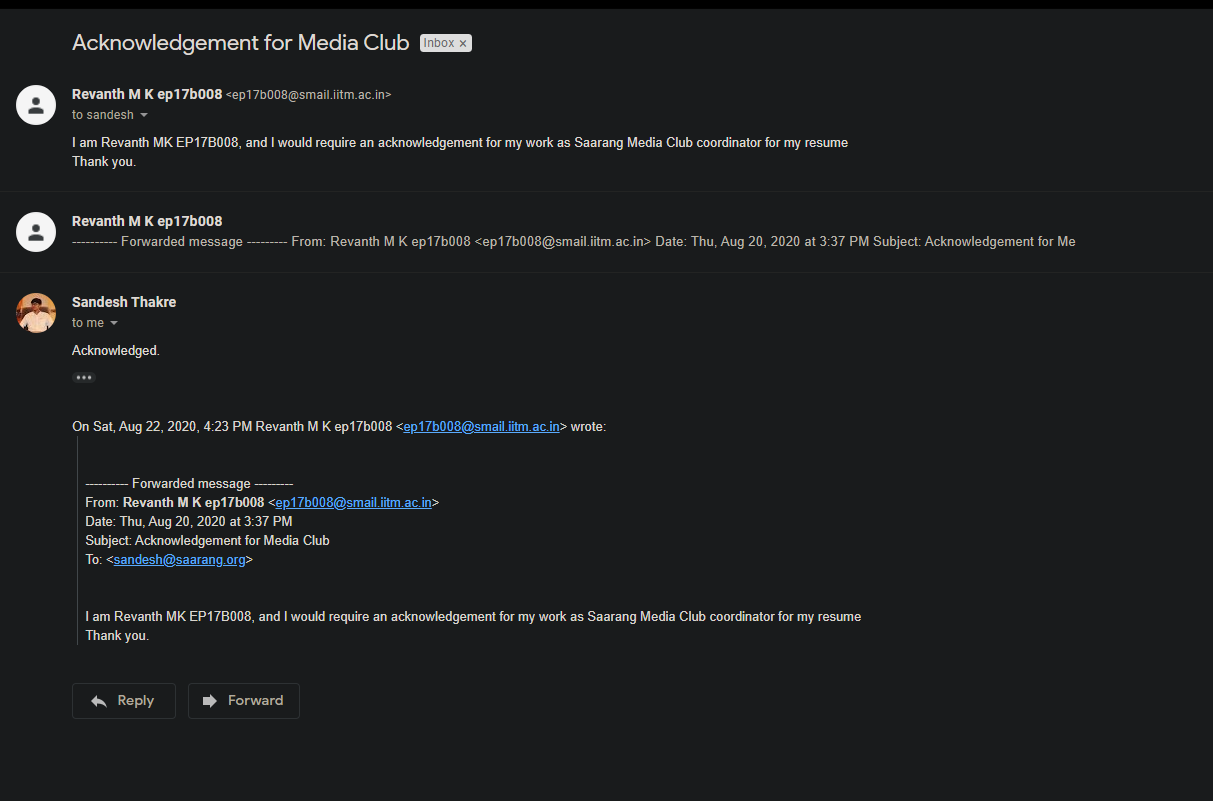 Acknowledgement for Media Club Inbox ×
Revanth M K ep17b008 <ep17b008@smail.iitm.ac.in>
to sandesh
I am Revanth MK EP17B008, and I would require an acknowledgement for my work as Saarang Media Club coordinator for my resume
Thank you.
Revanth M K ep17b008
---------- Forwarded message --------- From: Revanth M K ep17b008 <ep17b008@smail.iitm.ac.in> Date: Thu, Aug 20, 2020 at 3:37 PM Subject: Acknowledgement for Me
Sandesh Thakre
to me
Acknowledged.
On Sat, Aug 22, 2020, 4:23 PM Revanth M K ep17b008 <ep17b008@smail.iitm.ac.in> wrote:
---------- Forwarded message ---------
From: Revanth M K ep17b008 <ep17b008@smail.iitm.ac.in>
Date: Thu, Aug 20, 2020 at 3:37 PM
Subject: Acknowledgement for Media Club
To: <sandesh@saarang.org>
I am Revanth MK EP17B008, and I would require an acknowledgement for my work as Saarang Media Club coordinator for my resume
Thank you.
Reply Forward